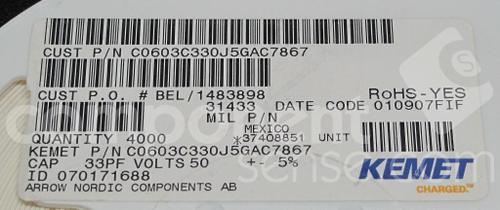 CUST P/N C0603C330J5GAC7867
CUST P.O. # BEL/1483898
RoHS-YES
31433 DATE CODE 010907FIF
MIL P/N
MEXICO
QUANTITY 4000 *37408851 UNIT
KEMET P/N C0603C330J5GAC7867
CAP 33PF VOLTS 50 +- 5%
ID 070171688
ARROW NORDIC COMPONENTS AB
KEMET
CHARGED.™